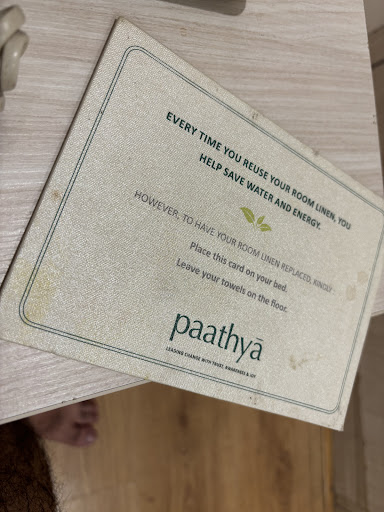 EVERY TIME YOU REUSE YOUR ROOM LINEN, YOU
HELP SAVE WATER AND ENERGY.
HOWEVER, TO HAVE YOUR ROOM LINEN REPLACED, KINDLY
Place this card on your bed.
Leave your towels on the floor.
paathyā
LEADING CHANGE WITH TRUST, AWARENESS & JOY